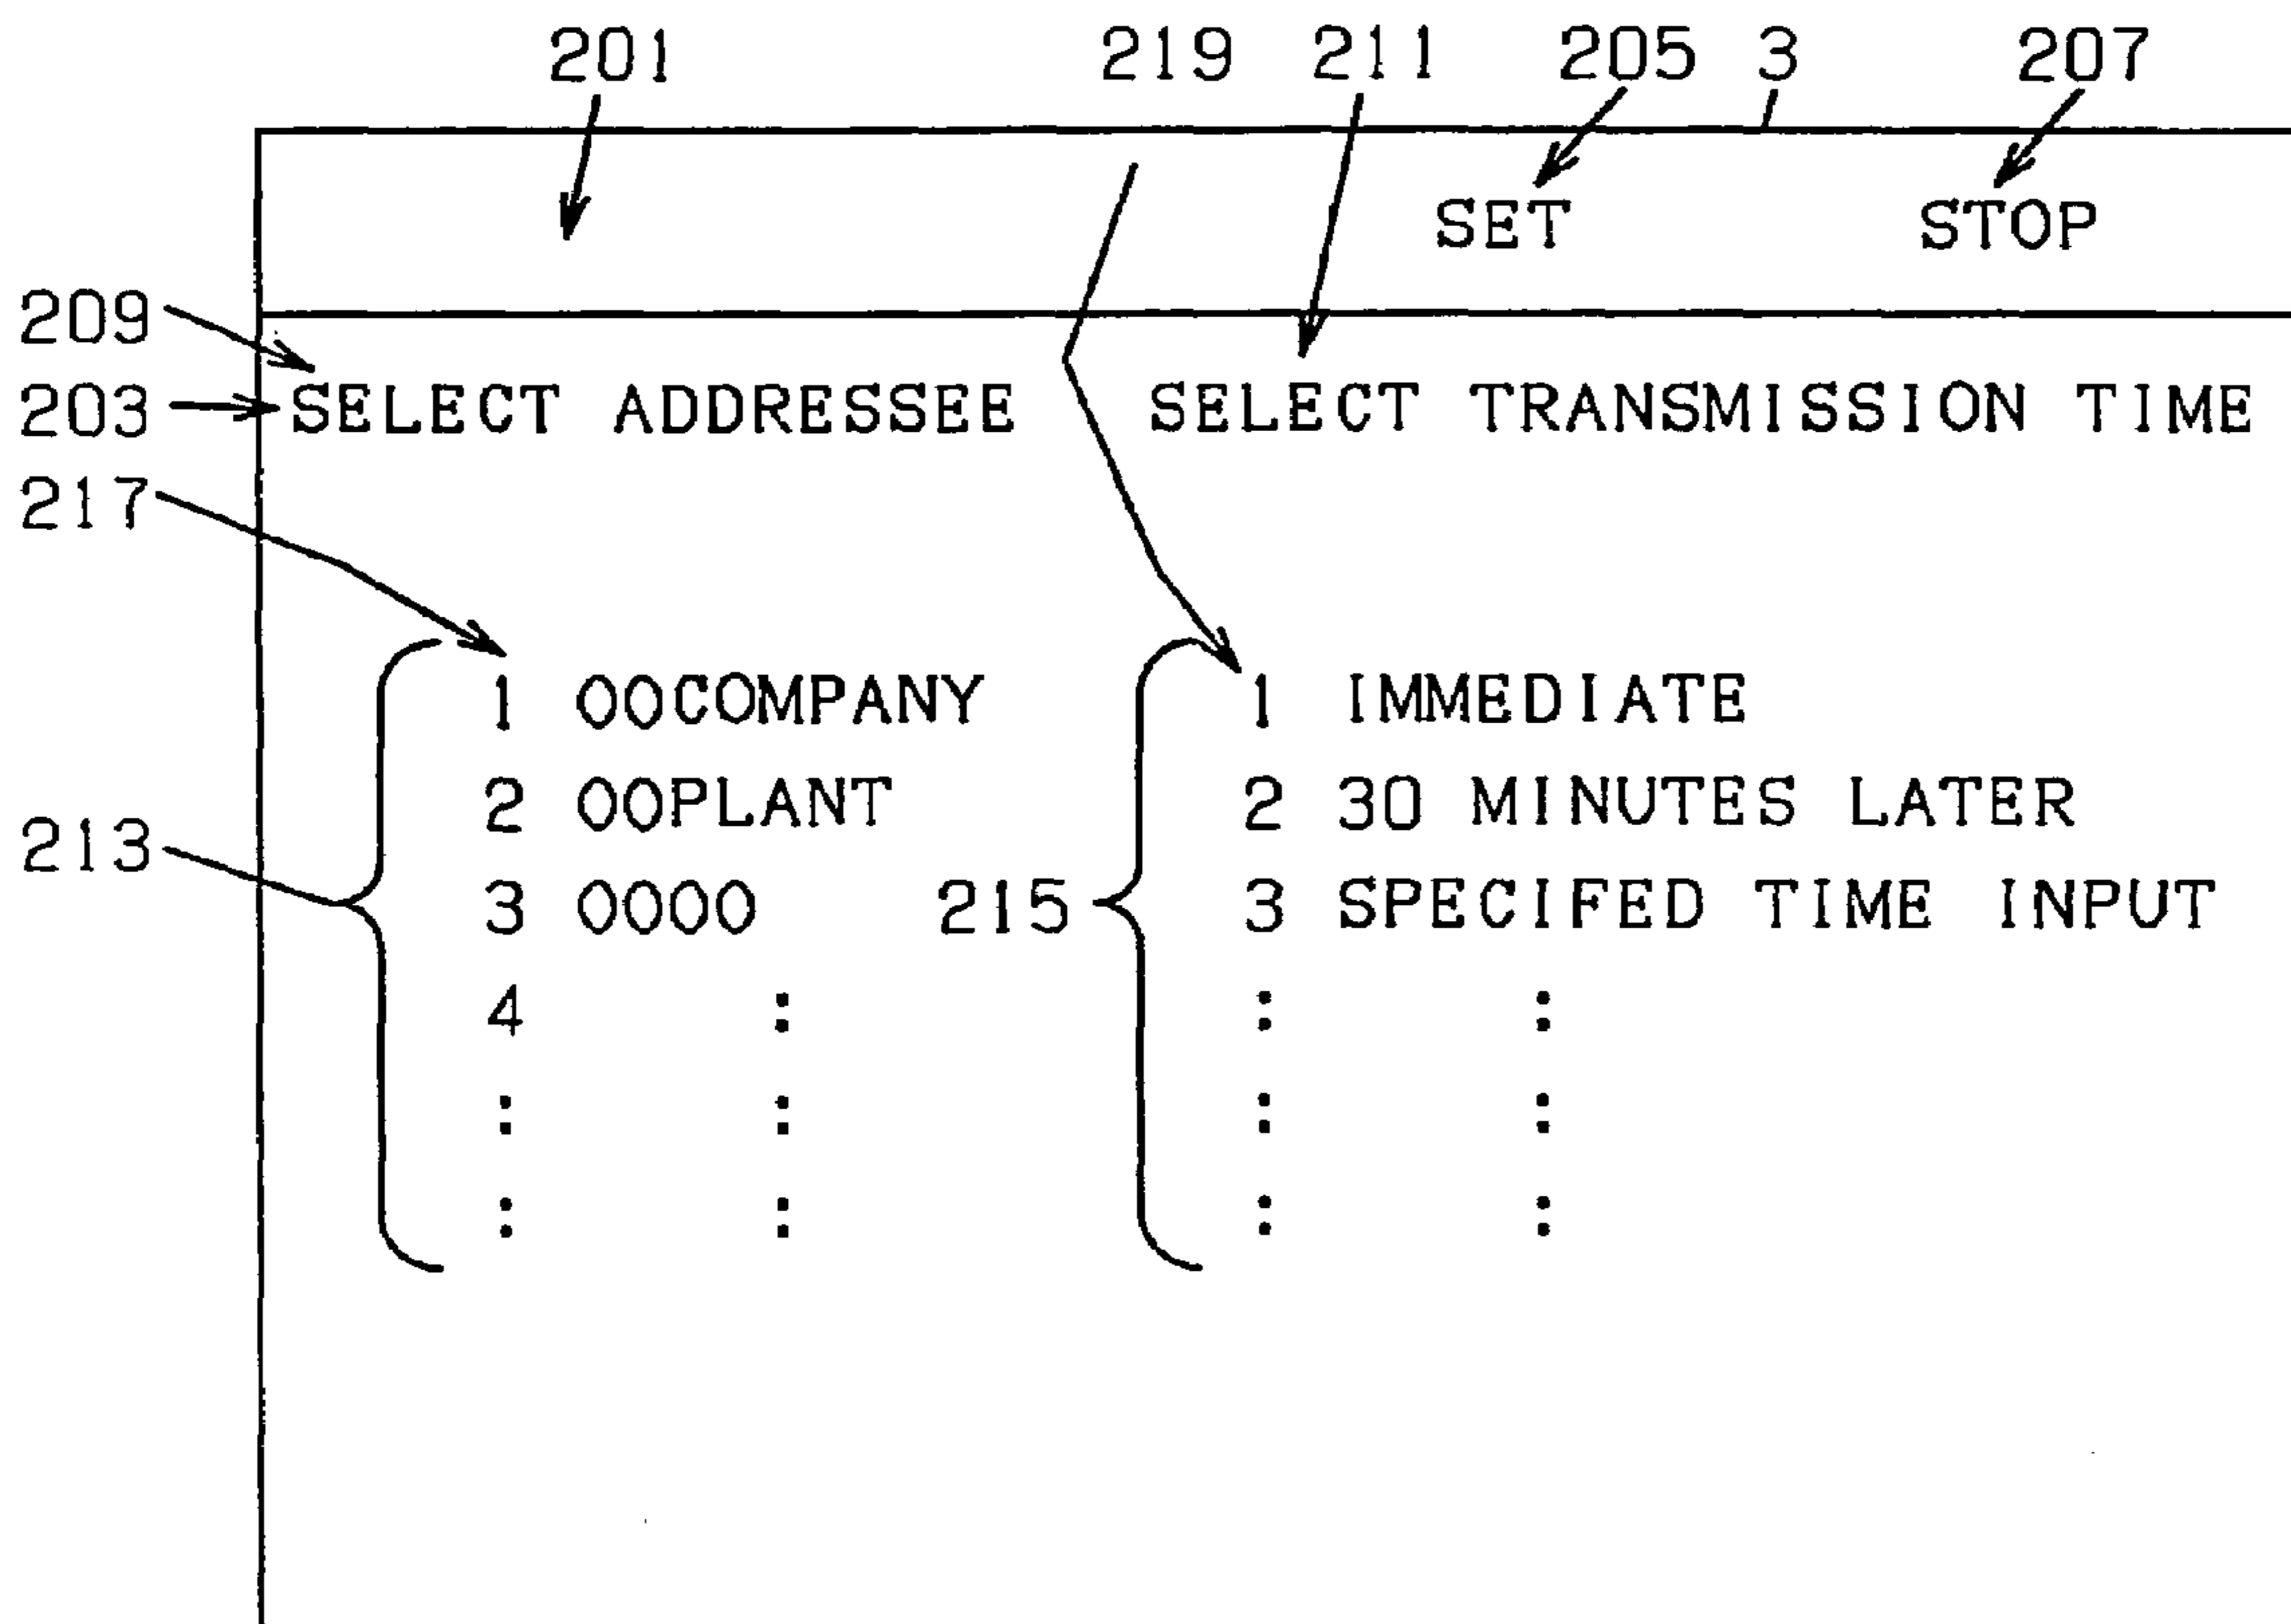 201 219 211 205 3 207
SET STOP
209
203 SELECT ADDRESSEE SELECT TRANSMISSION TIME
217
1 OOCOMPANY 1 IMMEDIATE
2 OOPLANT 2 30 MINUTES LATER
213
3 OOOO 215 3 SPECIFED TIME INPUT
4 : : :
: : : :
: : : :